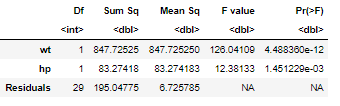 Df Sum Sq Mean Sq F value Pr(>F)
<int> <dbl> <dbl> <dbl> <dbl>
wt 1 847.72525 847.725250 126.04109 4.488360e-12
hp 1 83.27418 83.274183 12.38133 1.451229e-03
Residuals 29 195.04775 6.725785 NA NA